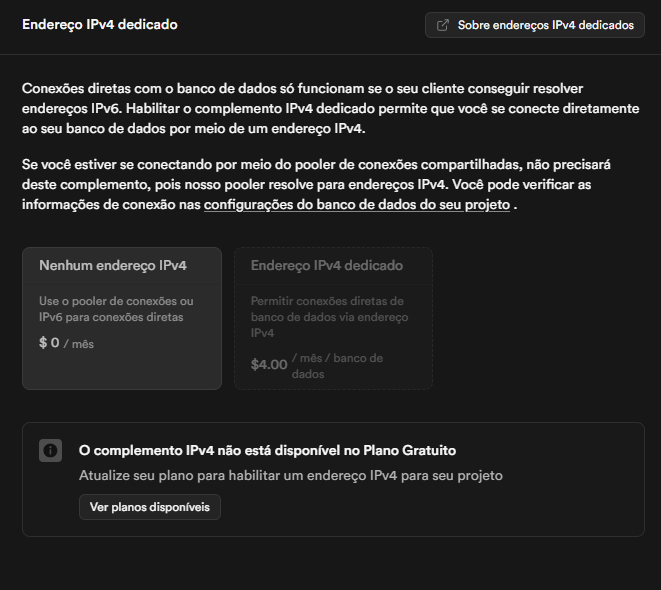 Endereço IPv4 dedicado
Sobre endereços IPv4 dedicados
Conexões diretas com o banco de dados só funcionam se o seu cliente conseguir resolver
endereços IPv6. Habilitar o complemento IPv4 dedicado permite que você se conecte diretamente
ao seu banco de dados por meio de um endereço IPv4.
Se você estiver se conectando por meio do pooler de conexões compartilhadas, não precisará
deste complemento, pois nosso pooler resolve para endereços IPv4. Você pode verificar as
informações de conexão nas configurações do banco de dados do seu projeto .
Nenhum endereço IPv4
Use o pooler de conexões ou
IPv6 para conexões diretas
$ 0 / mês
Endereço IPv4 dedicado
Permitir conexões diretas de
banco de dados via endereço
IPv4
$4.00 / mês / banco de
dados
O complemento IPv4 não está disponível no Plano Gratuito
Atualize seu plano para habilitar um endereço IPv4 para seu projeto
Ver planos disponíveis